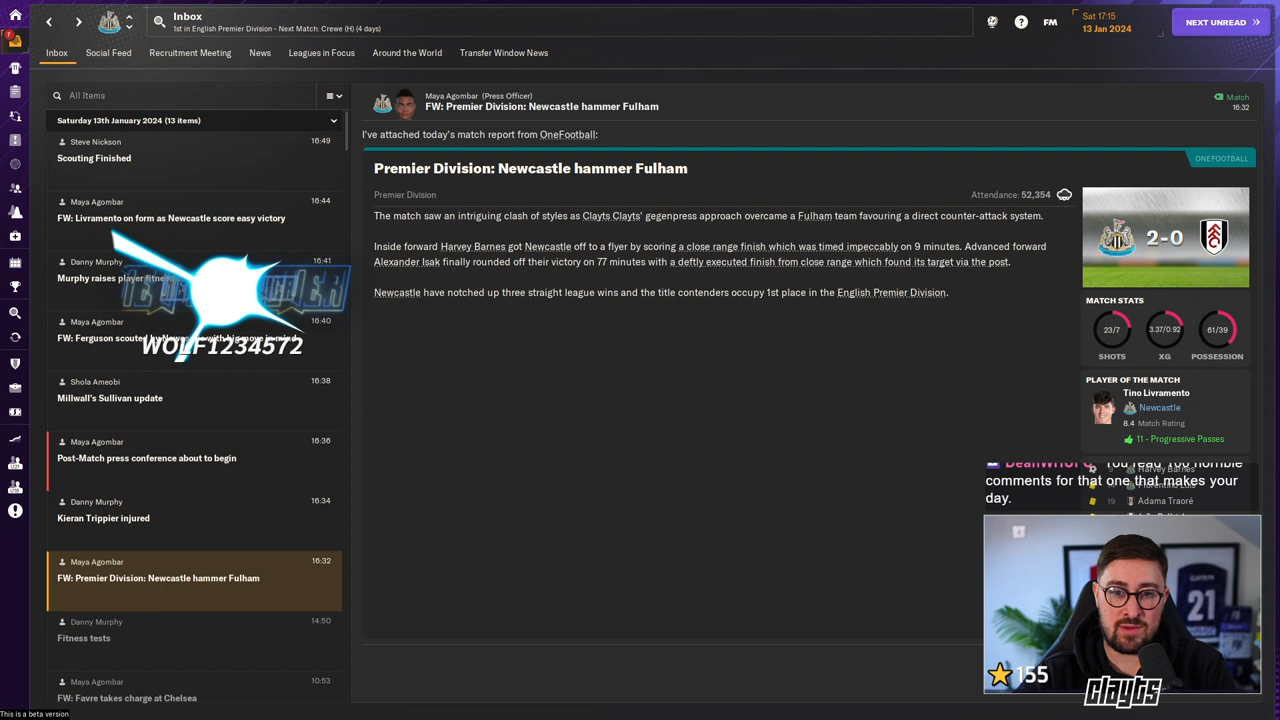 Inbox
1st in English Premier Division - Next Match: Crewe (H) (4 days)
FM
Sat 17:15
13 Jan 2024
NEXT UNREAD
7
Inbox
Social Feed
Recruitment Meeting
News
Leagues in Focus
Around the World
Transfer Window News
All Items
Saturday 13th January 2024 (13 items)
Steve Nickson
16:49
Scouting Finished
Maya Agombar
16:44
FW: Livramento on form as Newcastle score easy victory
Danny Murphy
16:41
Murphy raises player fitne
Maya Agombar
16:40
FW: Ferguson scouted by Newc with big move in mind
WOLF1234572
Shola Ameobi
16:38
Millwall's Sullivan update
Maya Agombar
16:36
Post-Match press conference about to begin
Danny Murphy
16:34
Kieran Trippier injured
Maya Agombar
16:32
FW: Premier Division: Newcastle hammer Fulham
Danny Murphy
14:50
Fitness tests
Maya Agombar
10:53
FW: Favre takes charge at Chelsea
U21
U18
This is a beta version
Maya Agombar (Press Officer)
FW: Premier Division: Newcastle hammer Fulham
Match
16:32
I've attached today's match report from OneFootball:
ONEFOOTBALL
Premier Division: Newcastle hammer Fulham
Premier Division
Attendance: 52,354
The match saw an intriguing clash of styles as Clayts Clayts' gegenpress approach overcame a Fulham team favouring a direct counter-attack system.
Inside forward Harvey Barnes got Newcastle off to a flyer by scoring a close range finish which was timed impeccably on 9 minutes. Advanced forward
Alexander Isak finally rounded off their victory on 77 minutes with a deftly executed finish from close range which found its target via the post.
Newcastle have notched up three straight league wins and the title contenders occupy 1st place in the English Premier Division.
2-0
MATCH STATS
23/7
3.37/0.92
61/39
SHOTS
XG
POSSESSION
PLAYER OF THE MATCH
Tino Livramento
Newcastle
8.4 Match Rating
11 - Progressive Passes
Harvey Barnes
19 Adama Traoré
You read 100 horrible
comments for that one that makes your
day.
21
155
clayts